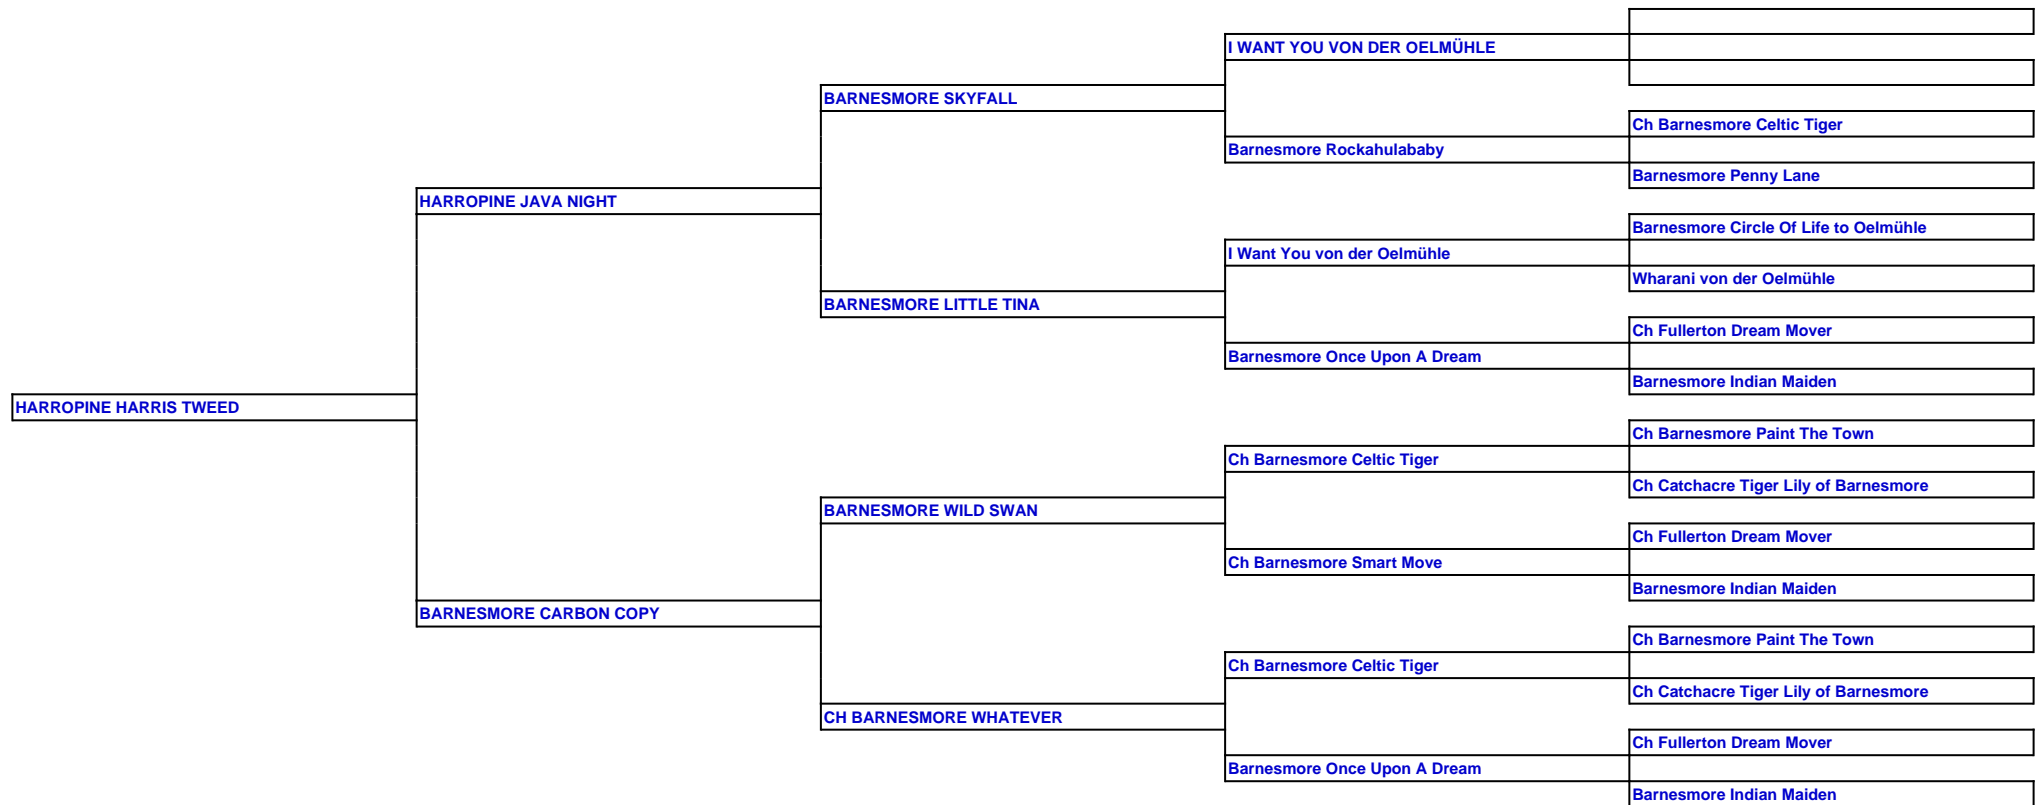 I WANT YOU VON DER OELMÜHLE
BARNESMORE SKYFALL
Ch Barnesmore Celtic Tiger
Barnesmore Rockahulababy
Barnesmore Penny Lane
HARROPINE JAVA NIGHT
Barnesmore Circle Of Life to Oelmühle
I Want You von der Oelmühle
Wharani von der Oelmühle
BARNESMORE LITTLE TINA
Ch Fullerton Dream Mover
Barnesmore Once Upon A Dream
Barnesmore Indian Maiden
HARROPINE HARRIS TWEED
Ch Barnesmore Paint The Town
Ch Barnesmore Celtic Tiger
Ch Catchacre Tiger Lily of Barnesmore
BARNESMORE WILD SWAN
Ch Fullerton Dream Mover
Ch Barnesmore Smart Move
Barnesmore Indian Maiden
BARNESMORE CARBON COPY
Ch Barnesmore Paint The Town
Ch Barnesmore Celtic Tiger
Ch Catchacre Tiger Lily of Barnesmore
CH BARNESMORE WHATEVER
Ch Fullerton Dream Mover
Barnesmore Once Upon A Dream
Barnesmore Indian Maiden